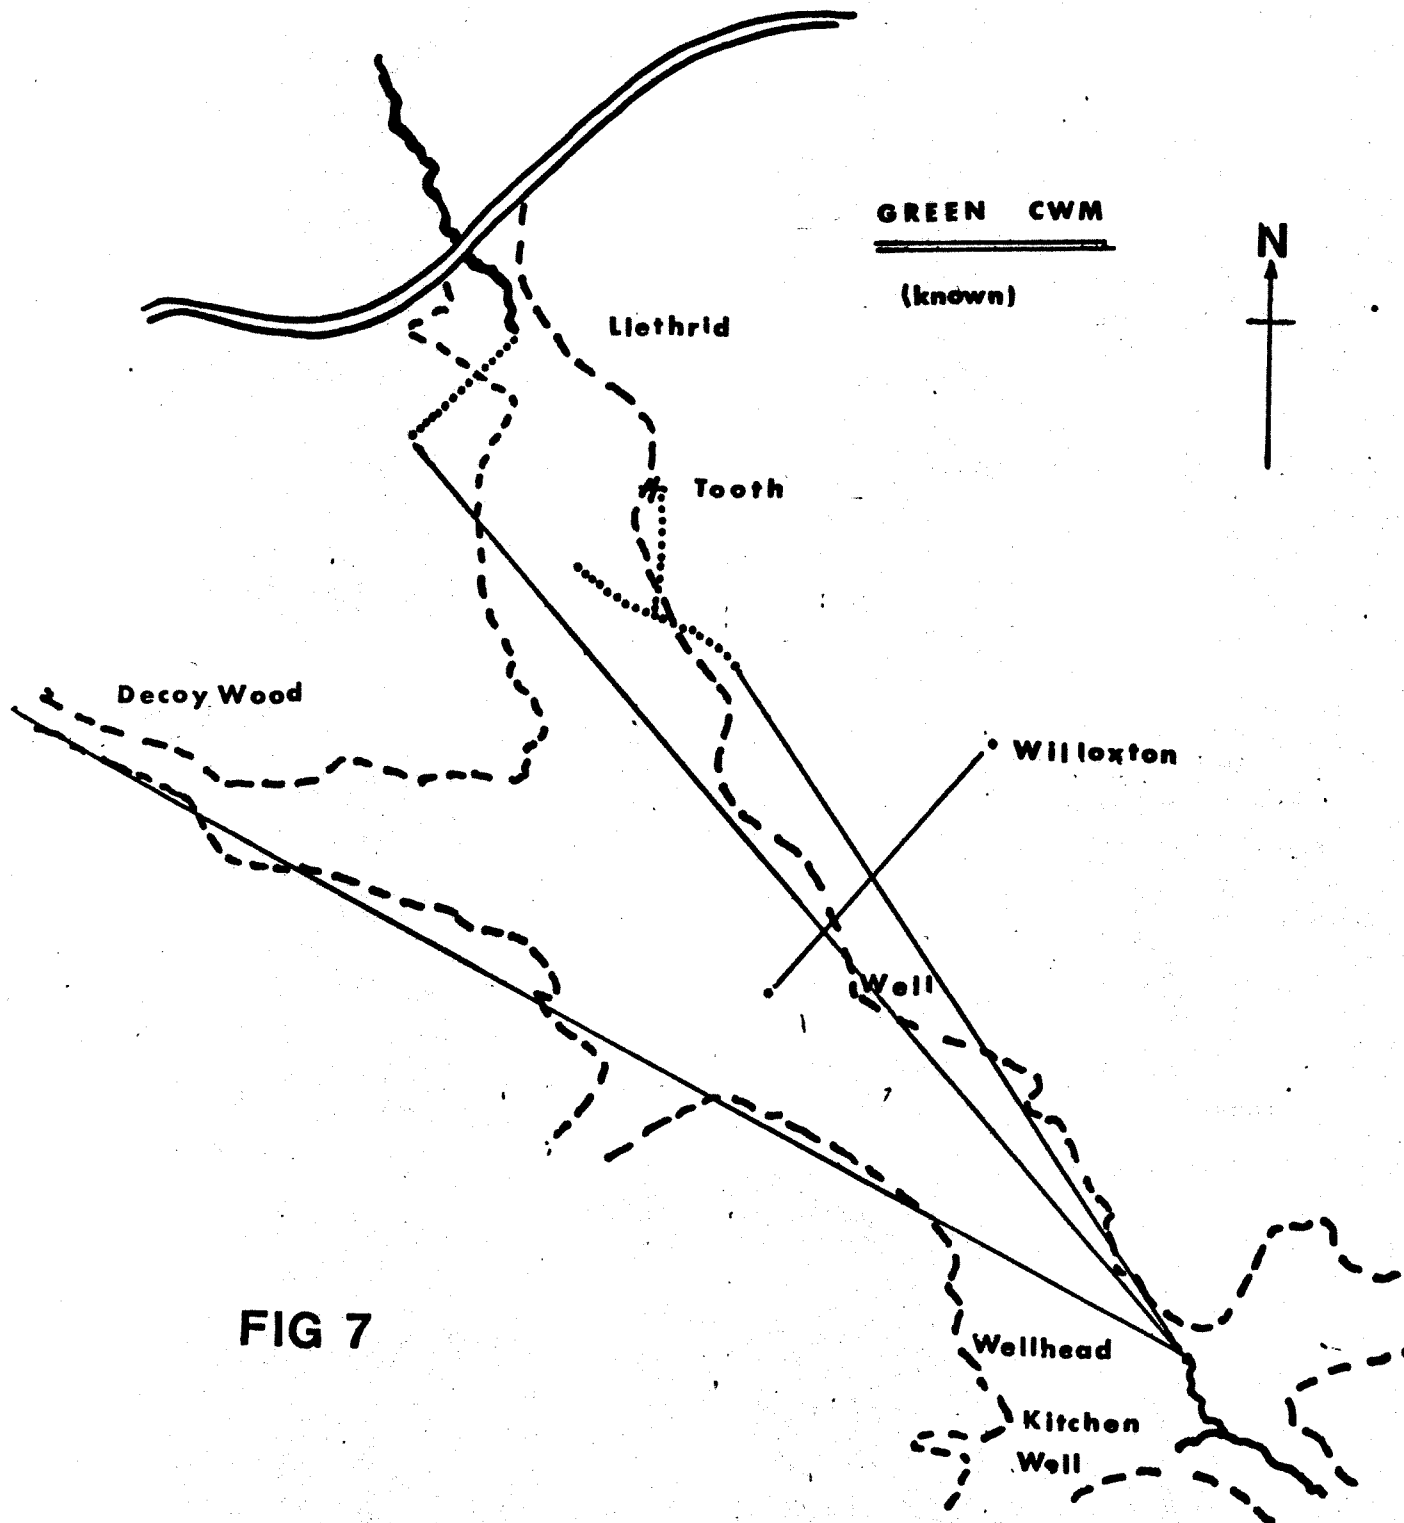 GREEN CWM
(known)
N
Llethrid
Tooth
Decoy Wood
Willoxton
Well
FIG 7
Wellhead
Kitchen
Well